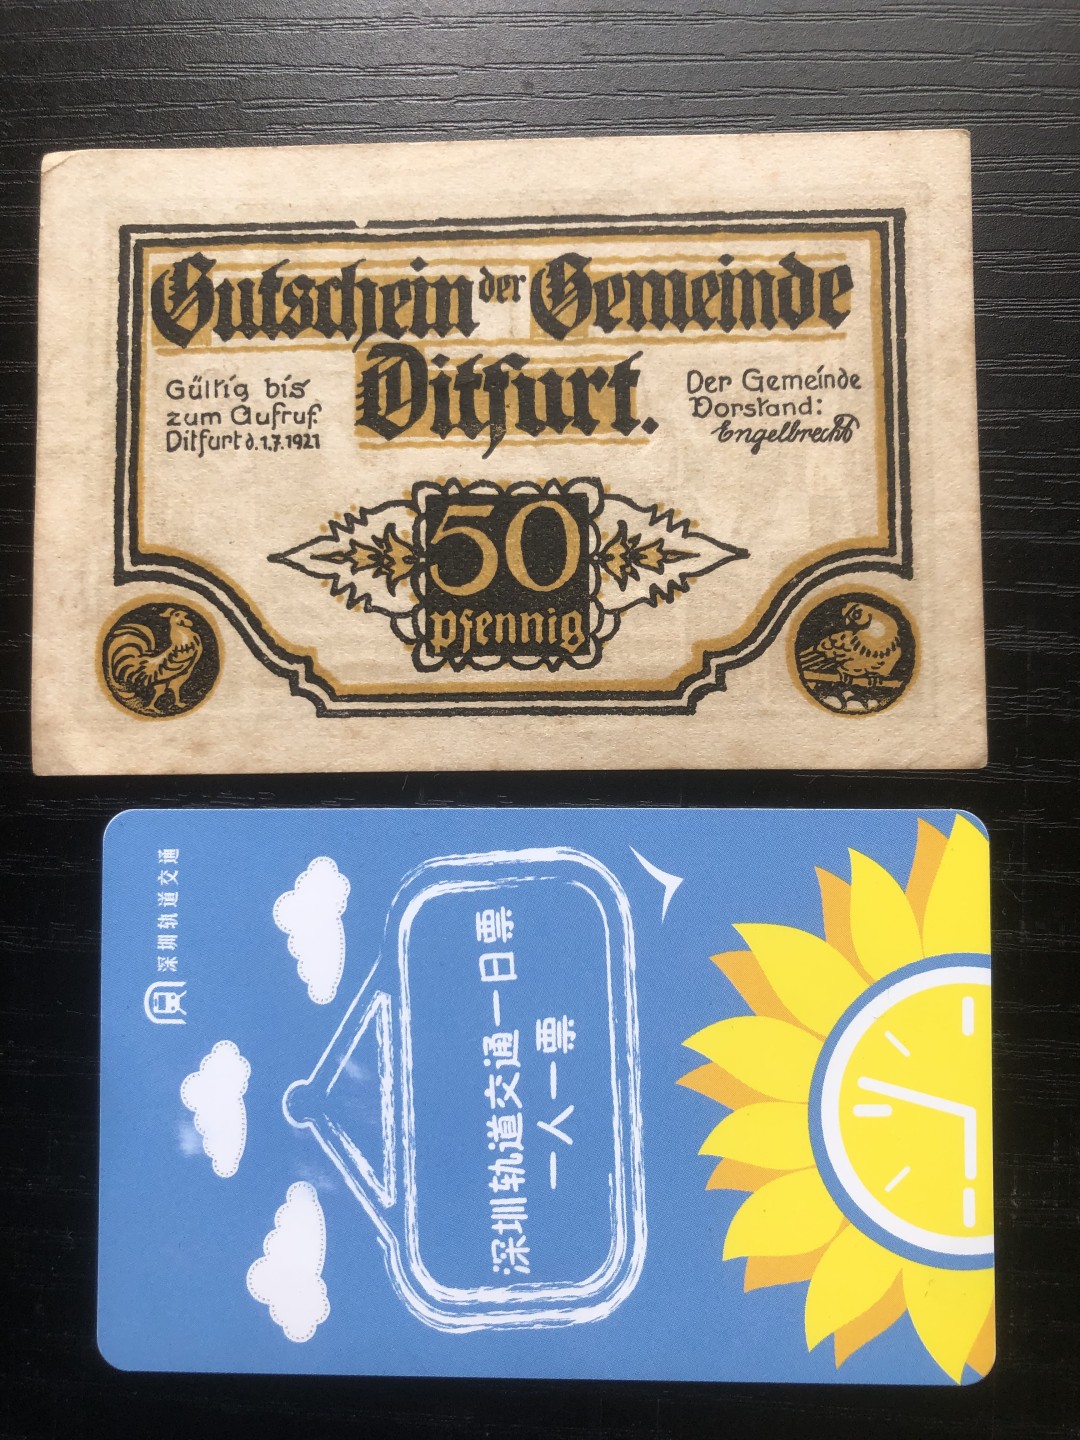 Gutschein der Gemeinde
Ditfurt.
Gültig bis
zum Aufruf.
Ditfurt d. 1.7.1921
Der Gemeinde
Vorstand:
Engelbrecht
50
pfennig
深圳轨道交通
深圳轨道交通一日票
一人一票